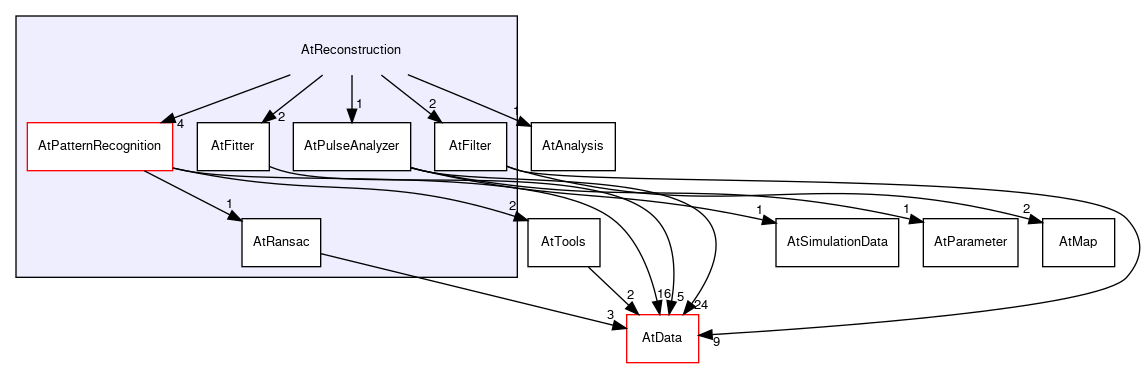 AtReconstruction
4
2
1
2
1
AtPatternRecognition
AtFitter
AtPulseAnalyzer
AtFilter
AtAnalysis
1
2
1
1
2
AtRansac
AtTools
AtSimulationData
AtParameter
AtMap
3
2
16
5
24
9
AtData